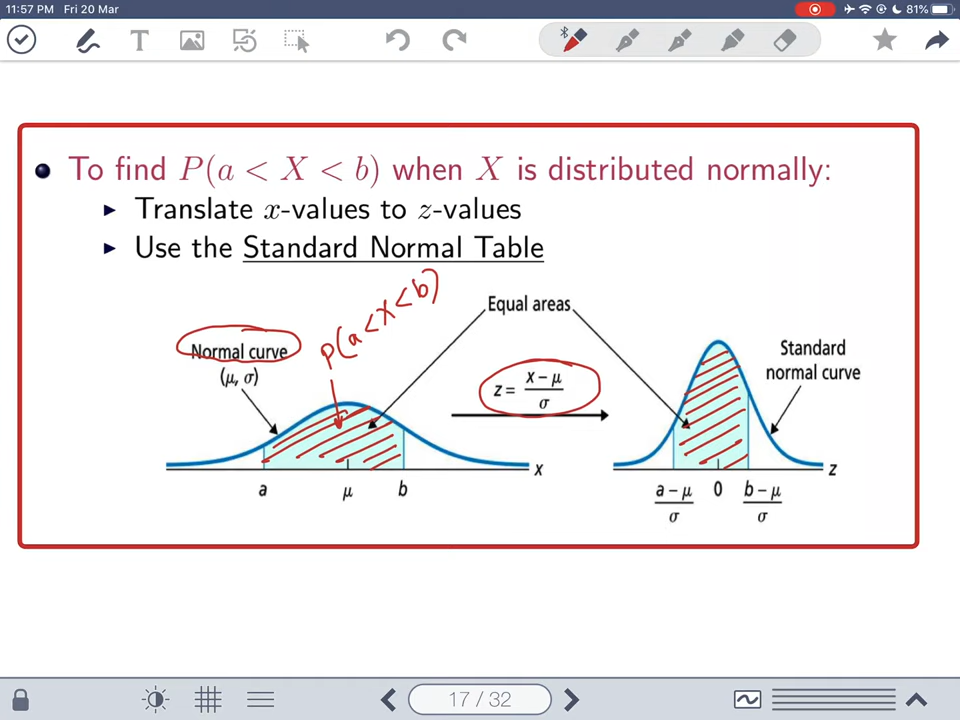 11:57 PM Fri 20 Mar 81%
T
To find P(a < X < b) when X is distributed normally:
Translate x-values to z-values
Use the Standard Normal Table
P(a < X < b)
Equal areas
Normal curve
(μ, σ)
z = (x − μ)/σ
Standard
normal curve
x
z
a μ b
(a − μ)/σ 0 (b − μ)/σ
17 / 32